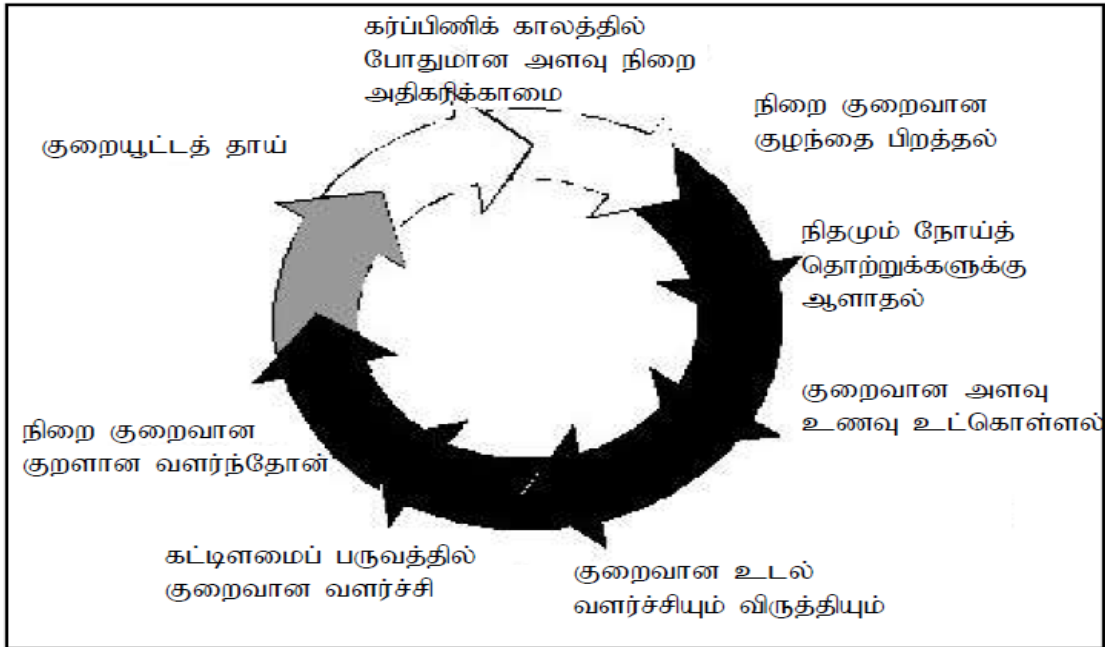 கர்ப்பிணிக் காலத்தில்
போதுமான அளவு நிறை
அதிகரிக்காமை
நிறை குறைவான
குழந்தை பிறத்தல்
நிதமும் நோய்த்
தொற்றுக்களுக்கு
ஆளாதல்
குறைவான அளவு
உணவு உட்கொள்ளல்
குறைவான உடல்
வளர்ச்சியும் விருத்தியும்
கட்டிளமைப் பருவத்தில்
குறைவான வளர்ச்சி
நிறை குறைவான
குறளான வளர்ந்தோன்
குறையூட்டத் தாய்